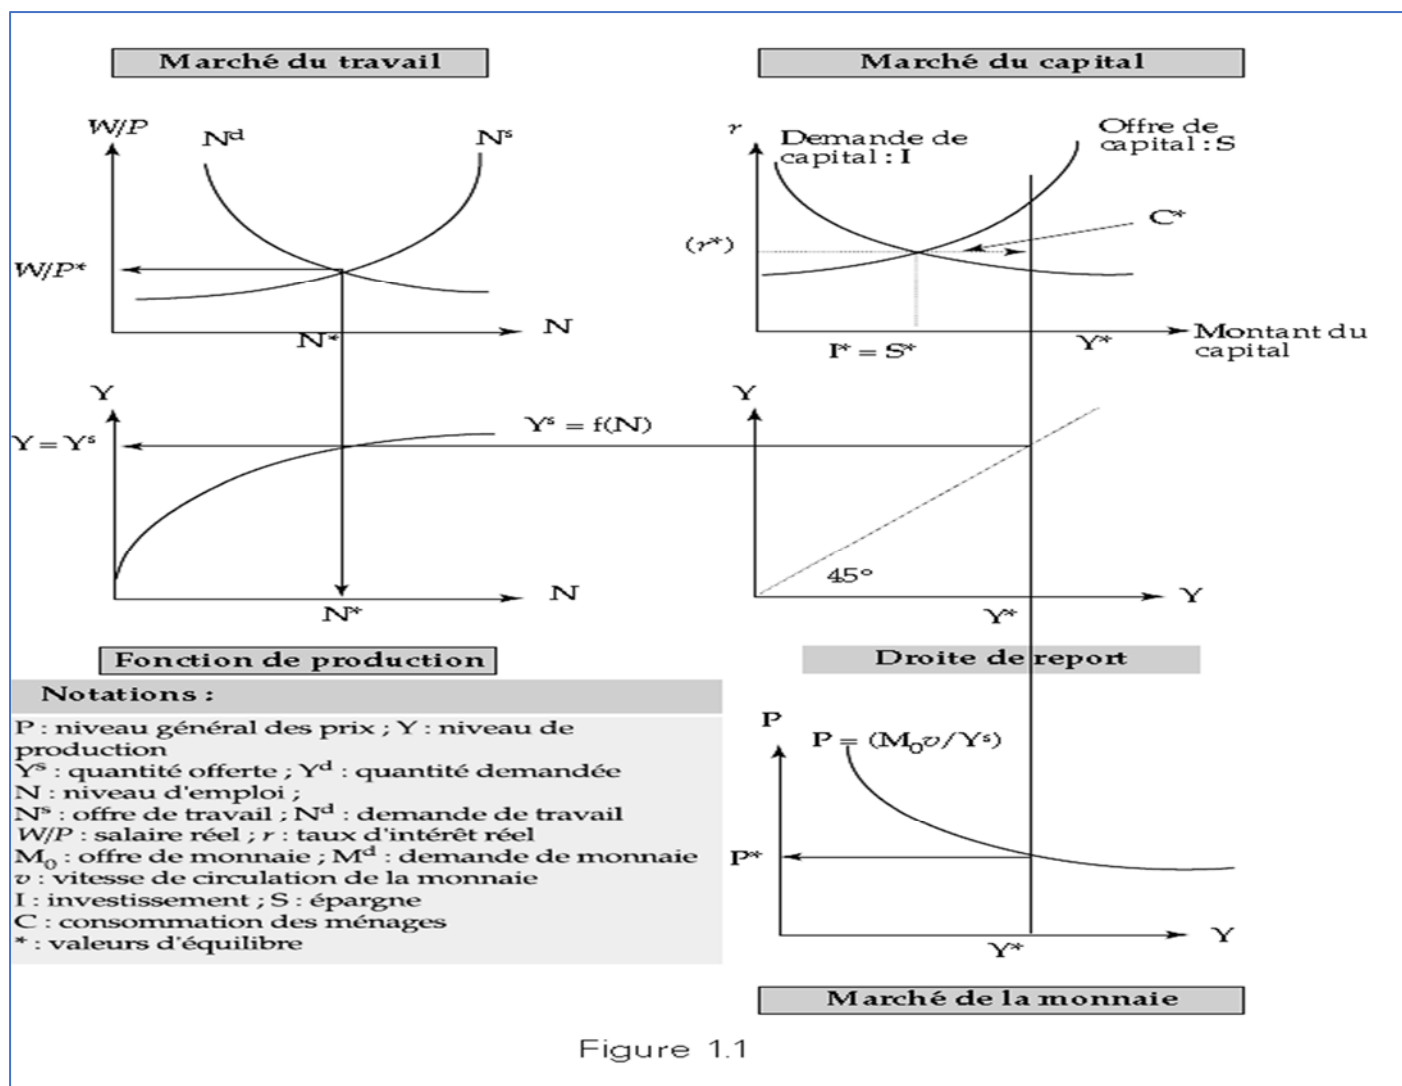 Marché du travail
W/P
Nᵈ
Nˢ
W/P*
N*
N
Marché du capital
r
Demande de
capital : I
Offre de
capital : S
C*
(r*)
I* = S*
Y*
Montant du
capital
Y
Y = Yˢ
Yˢ = f(N)
N*
N
Fonction de production
Y
45°
Y*
Y
Droite de report
Notations :
P : niveau général des prix ; Y : niveau de
production
Yˢ : quantité offerte ; Yᵈ : quantité demandée
N : niveau d'emploi ;
Nˢ : offre de travail ; Nᵈ : demande de travail
W/P : salaire réel ; r : taux d'intérêt réel
M₀ : offre de monnaie ; Mᵈ : demande de monnaie
v : vitesse de circulation de la monnaie
I : investissement ; S : épargne
C : consommation des ménages
* : valeurs d'équilibre
P
P = (M₀v/Yˢ)
P*
Y*
Y
Marché de la monnaie
Figure 1.1